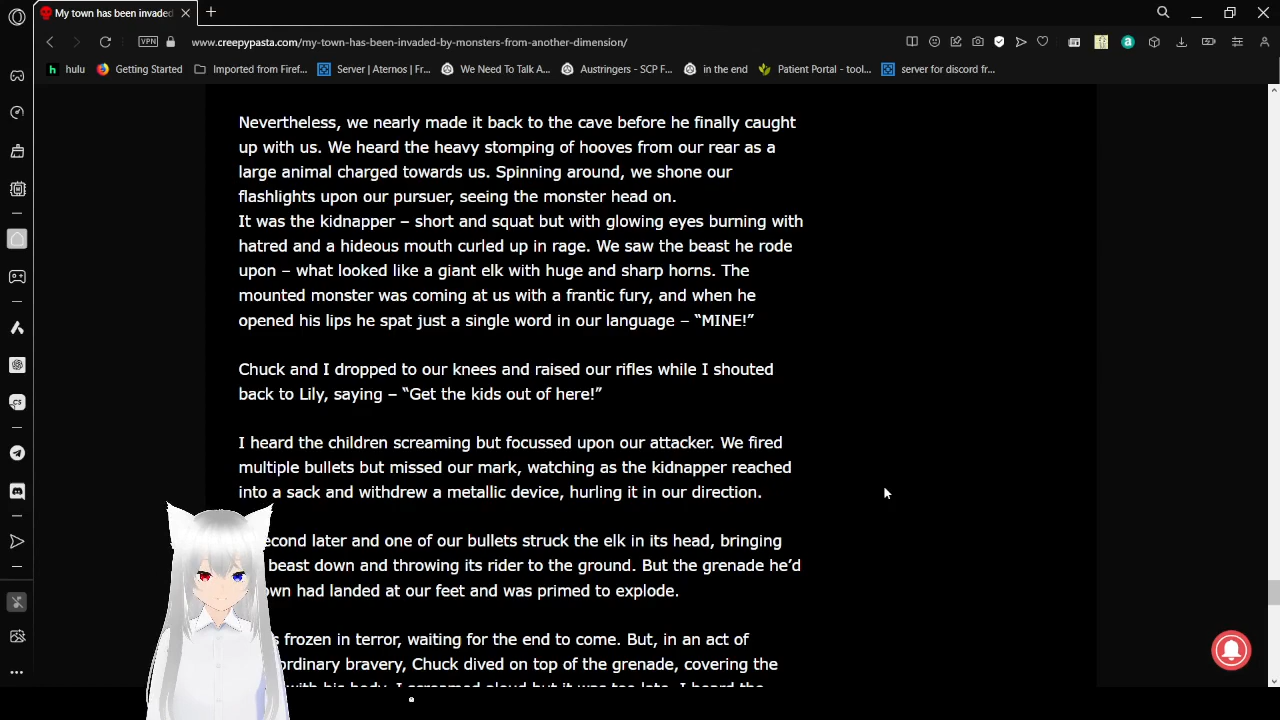 My town has been invaded
www.creepypasta.com/my-town-has-been-invaded-by-monsters-from-another-dimension/
VPN
hulu
Getting Started
Imported from Firef...
Server | Aternos | Fr...
We Need To Talk A...
Austringers - SCP F...
in the end
Patient Portal - tool...
server for discord fr...
Nevertheless, we nearly made it back to the cave before he finally caught
up with us. We heard the heavy stomping of hooves from our rear as a
large animal charged towards us. Spinning around, we shone our
flashlights upon our pursuer, seeing the monster head on.
It was the kidnapper – short and squat but with glowing eyes burning with
hatred and a hideous mouth curled up in rage. We saw the beast he rode
upon – what looked like a giant elk with huge and sharp horns. The
mounted monster was coming at us with a frantic fury, and when he
opened his lips he spat just a single word in our language – “MINE!”
Chuck and I dropped to our knees and raised our rifles while I shouted
back to Lily, saying – “Get the kids out of here!”
I heard the children screaming but focussed upon our attacker. We fired
multiple bullets but missed our mark, watching as the kidnapper reached
into a sack and withdrew a metallic device, hurling it in our direction.
econd later and one of our bullets struck the elk in its head, bringing
beast down and throwing its rider to the ground. But the grenade he’d
own had landed at our feet and was primed to explode.
s frozen in terror, waiting for the end to come. But, in an act of
ordinary bravery, Chuck dived on top of the grenade, covering the
with his body. I screamed aloud but it was too late. I heard the